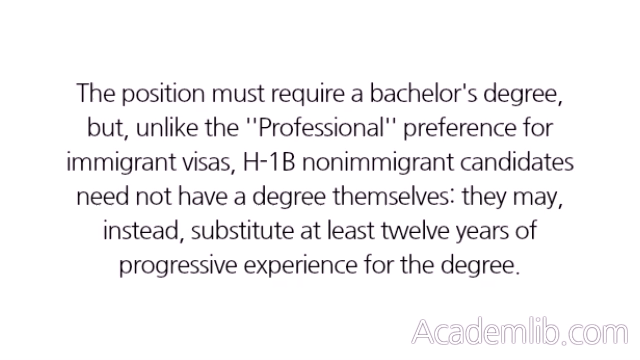 The position must require a bachelor's degree,
but, unlike the ''Professional'' preference for
immigrant visas, H-1B nonimmigrant candidates
need not have a degree themselves: they may,
instead, substitute at least twelve years of
progressive experience for the degree.
Academlib.com